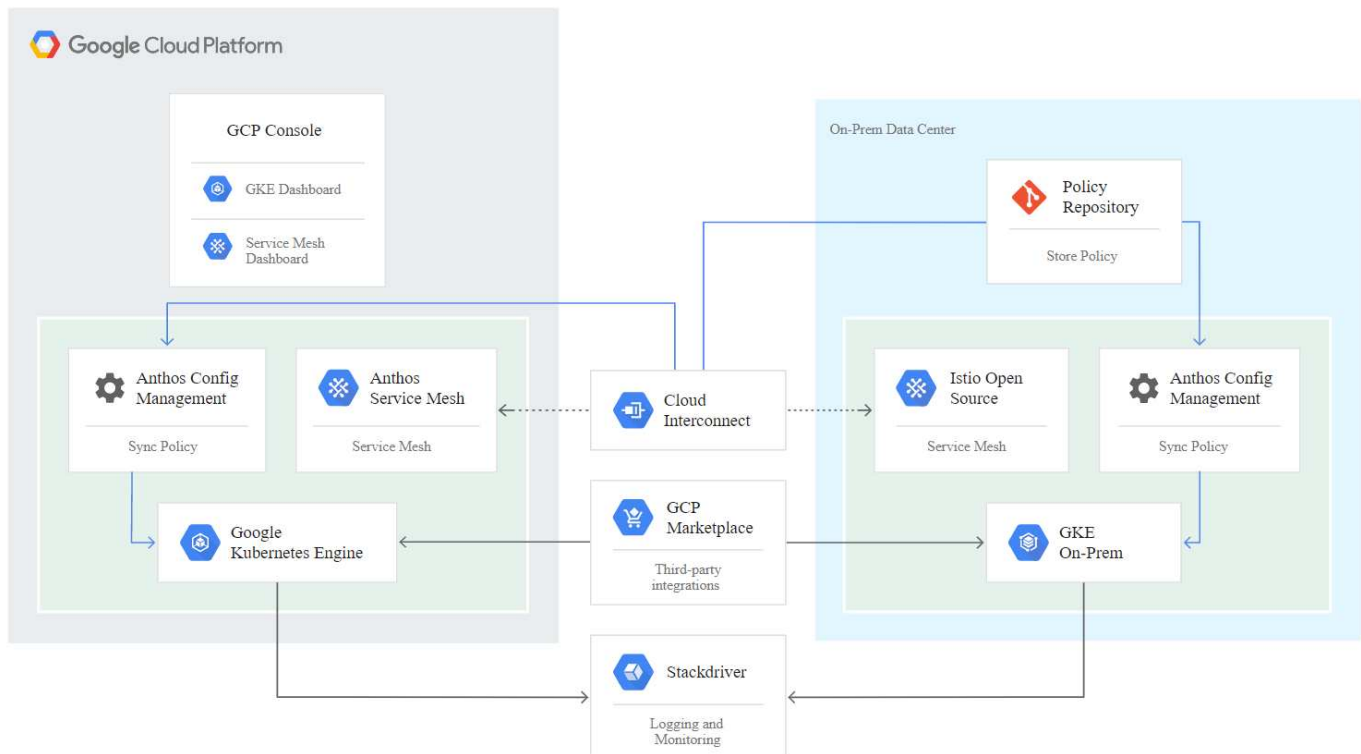 Google Cloud Platform
GCP Console
GKE Dashboard
Service Mesh
Dashboard
On-Prem Data Center
Policy
Repository
Store Policy
Anthos Config
Management
Sync Policy
Anthos
Service Mesh
Service Mesh
Cloud
Interconnect
Istio Open
Source
Service Mesh
Anthos Config
Management
Sync Policy
Google
Kubernetes Engine
GCP
Marketplace
Third-party
integrations
GKE
On-Prem
Stackdriver
Logging and
Monitoring